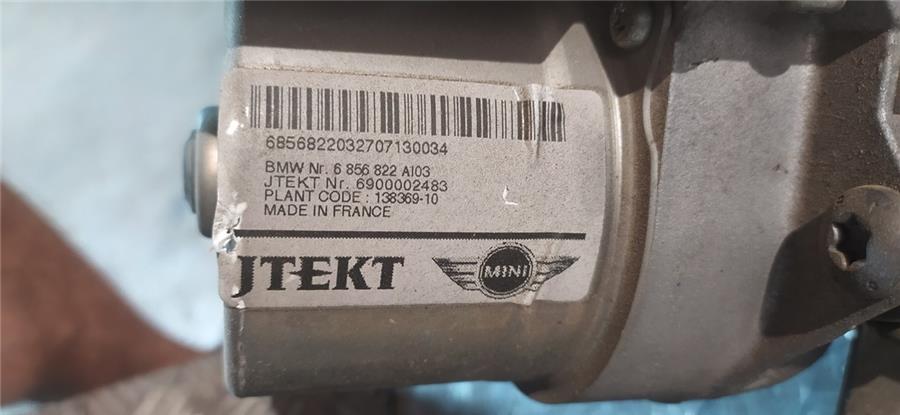 6856822032707130034
BMW Nr. 6 856 822 AI03
JTEKT Nr. 6900002483
PLANT CODE : 138369-10
MADE IN FRANCE
JTEKT
MINI